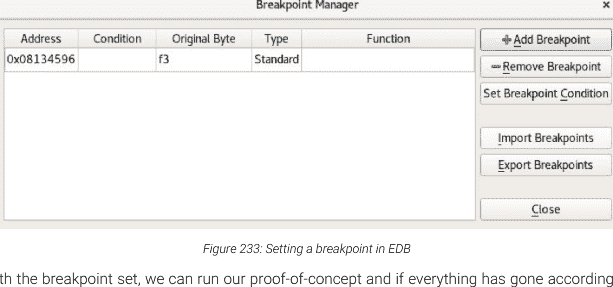 Breakpoint Manager
Address Condition Original Byte Type Function
0x08134596 f3 Standard
Add Breakpoint
Remove Breakpoint
Set Breakpoint Condition
Import Breakpoints
Export Breakpoints
Close
Figure 233: Setting a breakpoint in EDB
th the breakpoint set, we can run our proof-of-concept and if everything has gone according